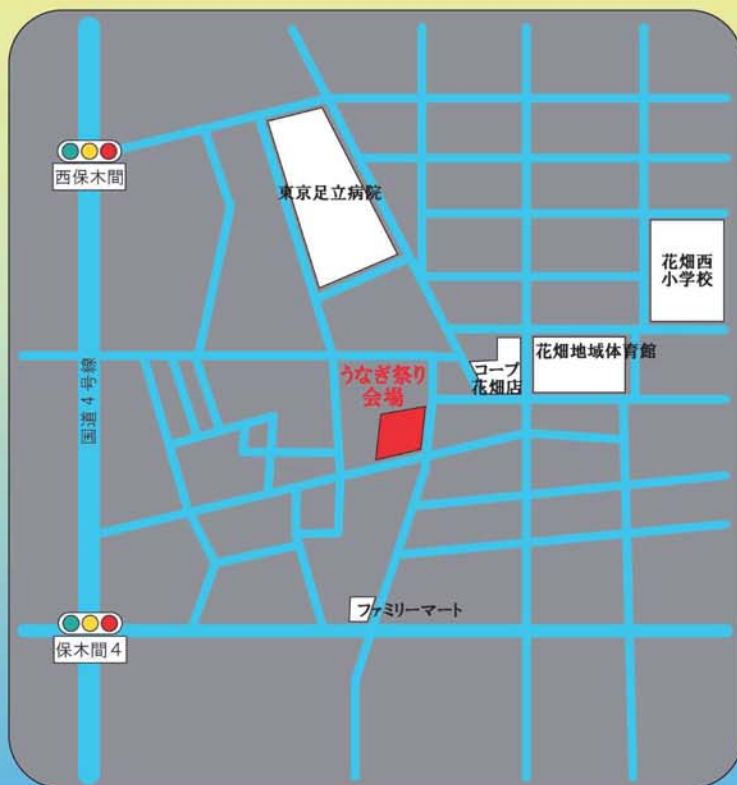 西保木間
東京足立病院
花畑西
小学校
花畑地域体育館
コープ
花畑店
うなぎ祭り
会場
国道4号線
ファミリーマート
保木間4